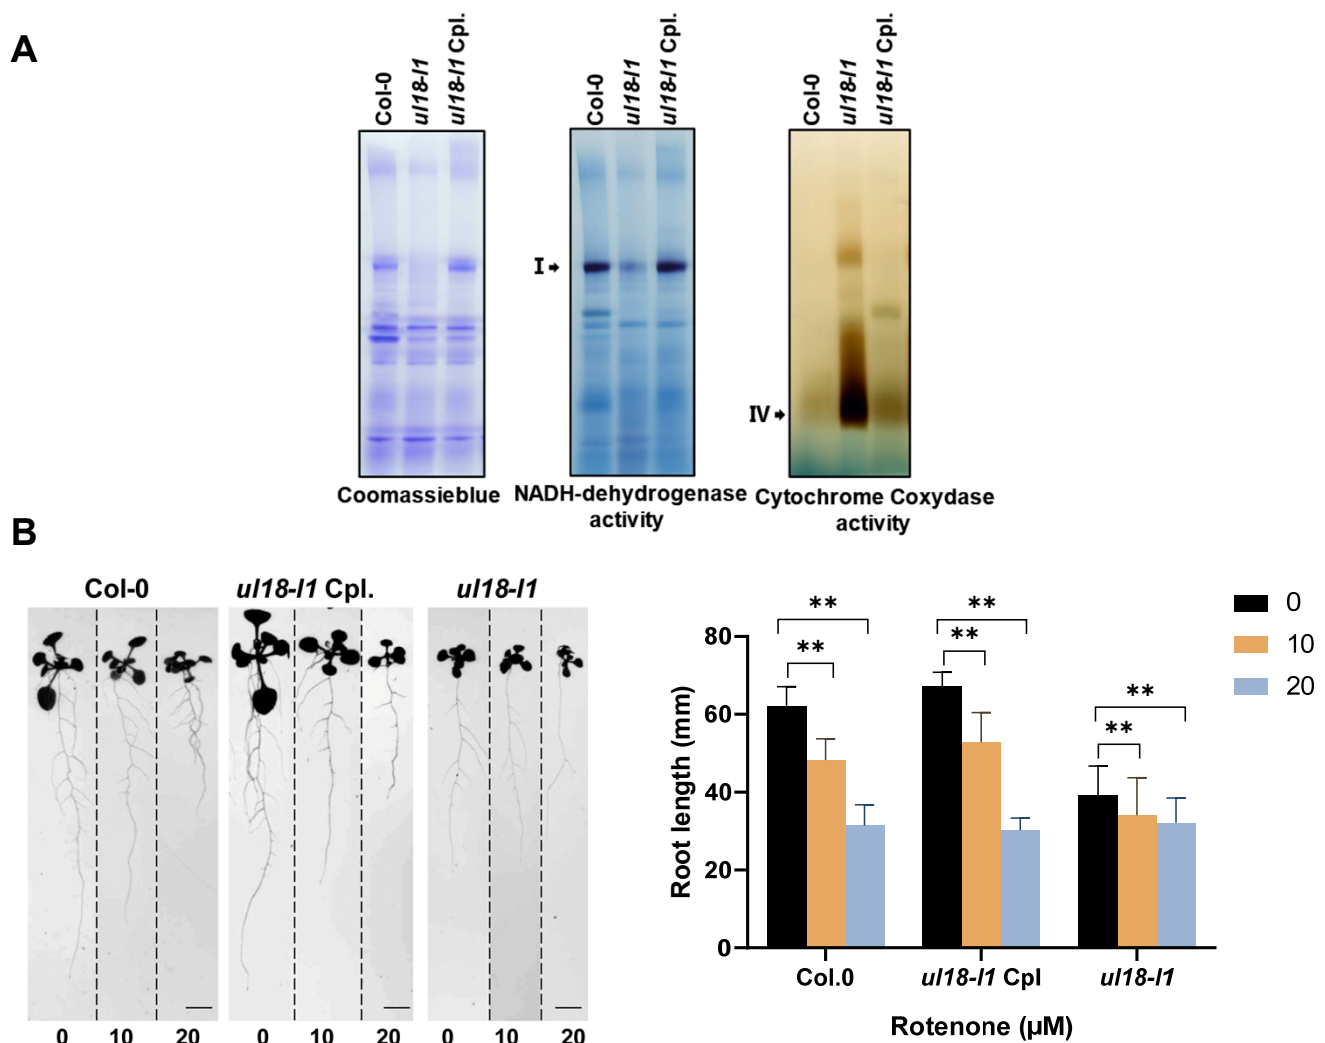 A
Col-0
ul18-l1
ul18-l1 Cpl.
Col-0
ul18-l1
ul18-l1 Cpl.
Col-0
ul18-l1
ul18-l1 Cpl.
I
IV
Coomassieblue
NADH-dehydrogenase
activity
Cytochrome Coxydase
activity
B
Col-0
ul18-l1 Cpl.
ul18-l1
0 10 20
0 10 20
0 10 20
Root length (mm)
80
60
40
20
0
** **
** **
** **
0
10
20
Col.0
ul18-l1 Cpl
ul18-l1
Rotenone (µM)